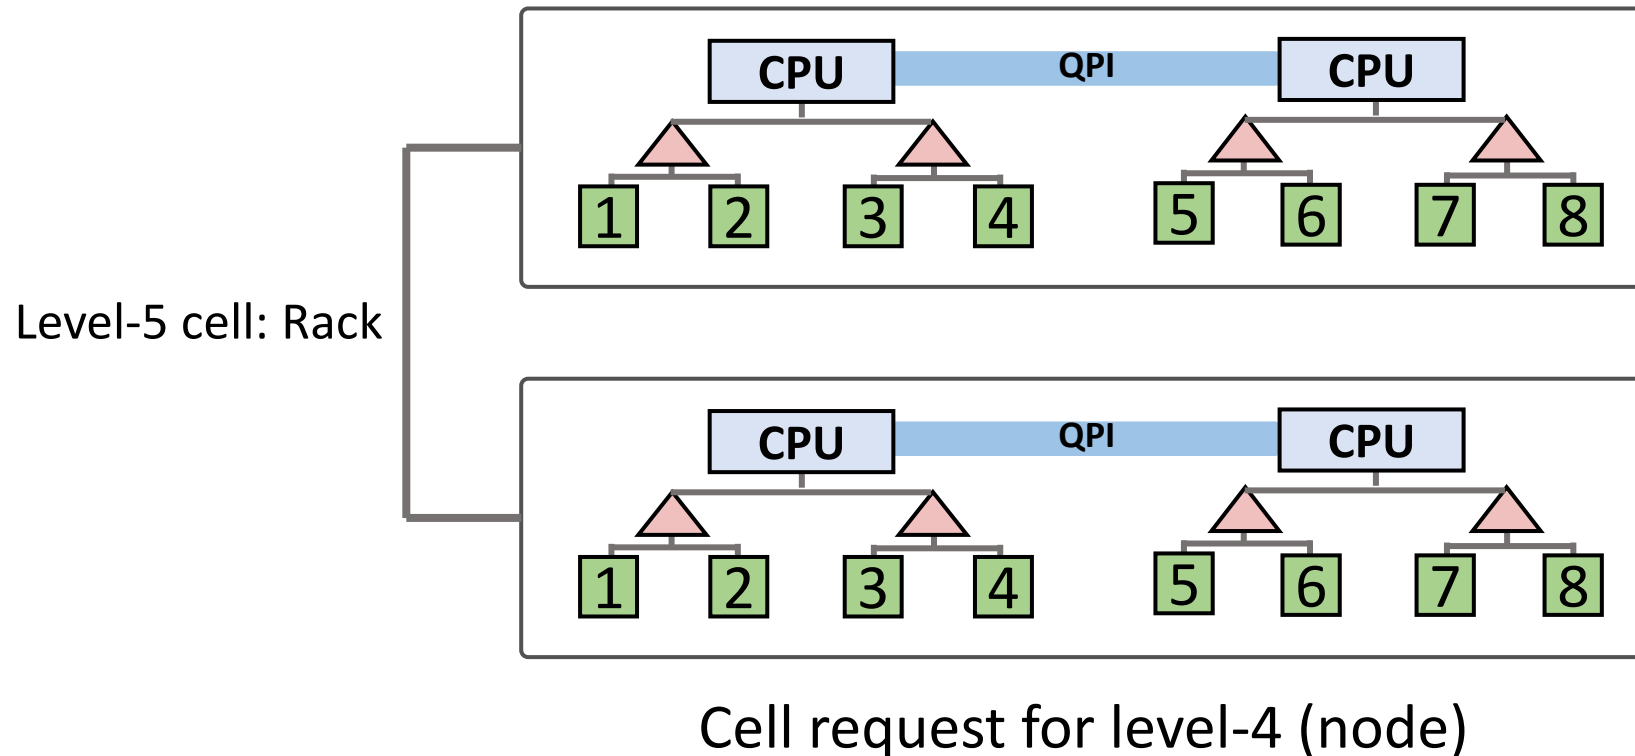 CPU QPI CPU
1 2 3 4 5 6 7 8
Level-5 cell: Rack
CPU QPI CPU
1 2 3 4 5 6 7 8
Cell request for level-4 (node)